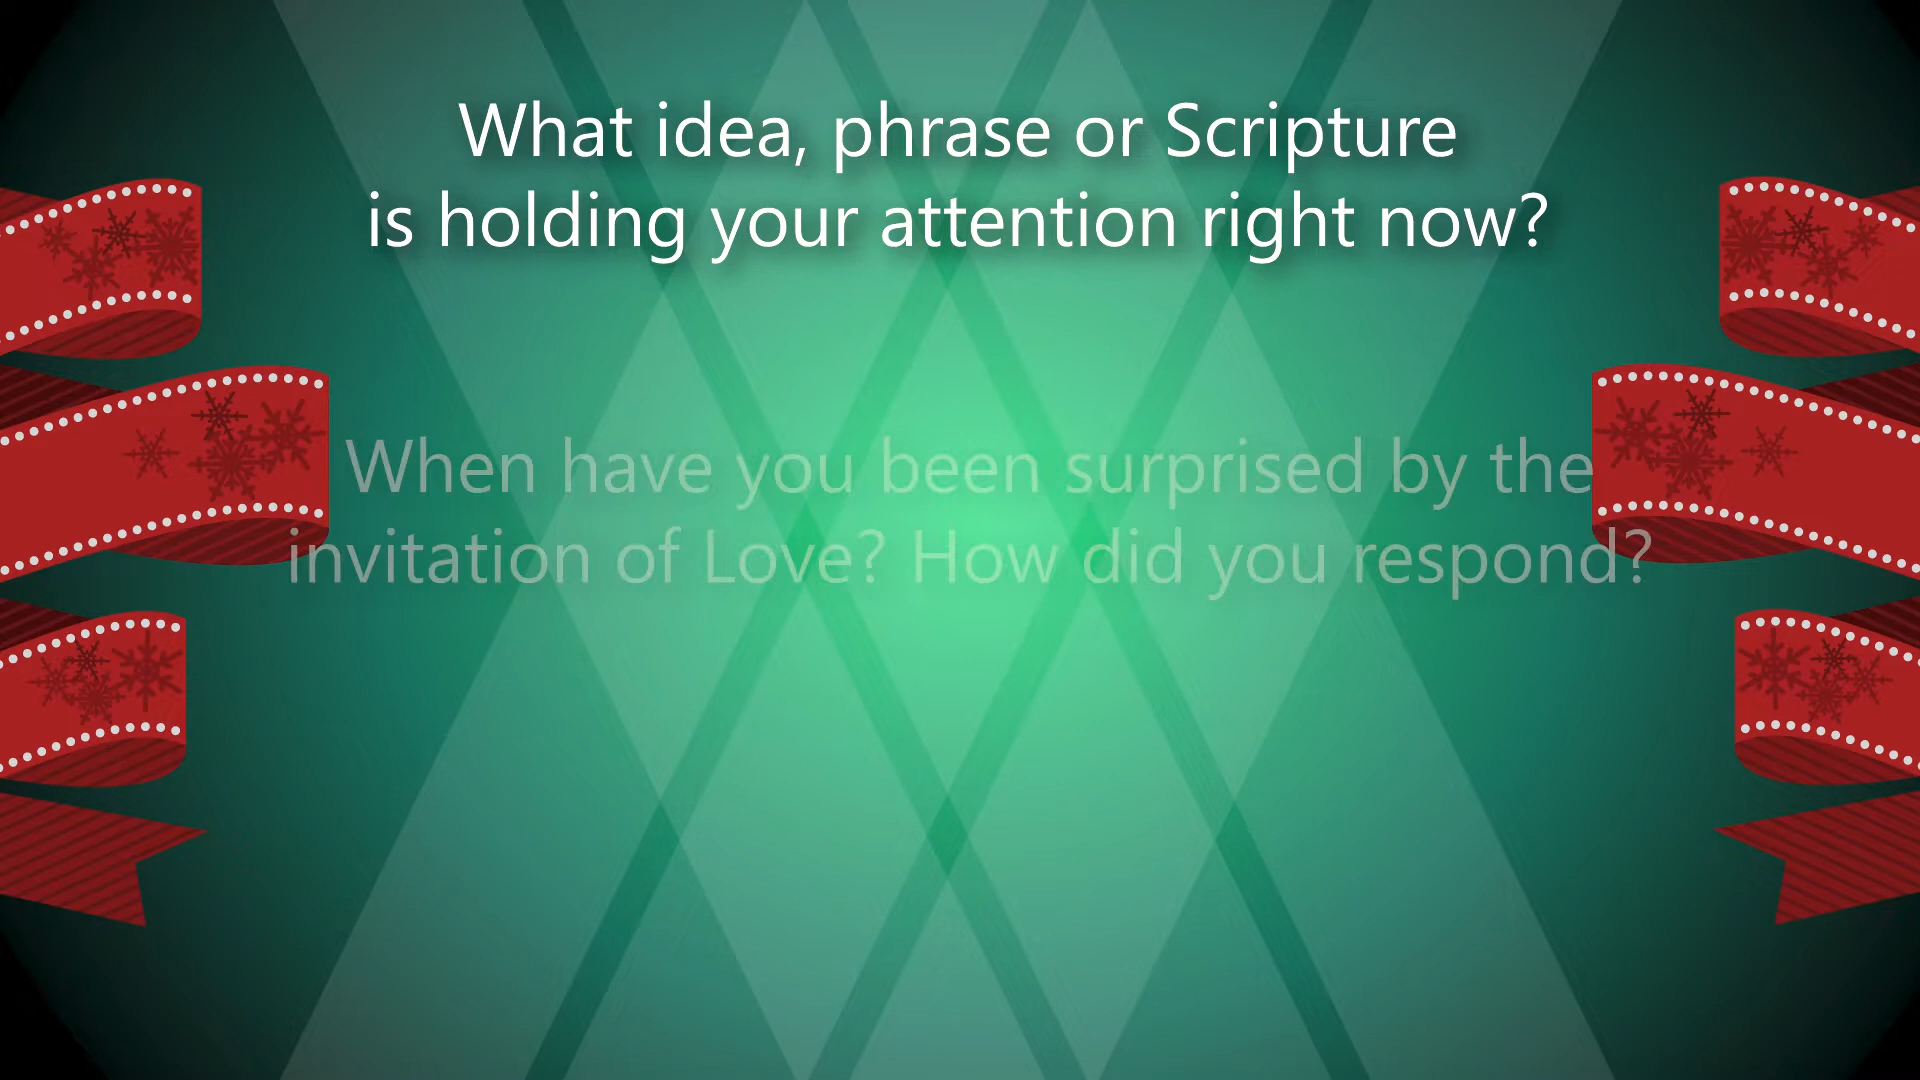 What idea, phrase or Scripture
is holding your attention right now?
When have you been surprised by the
invitation of Love? How did you respond?